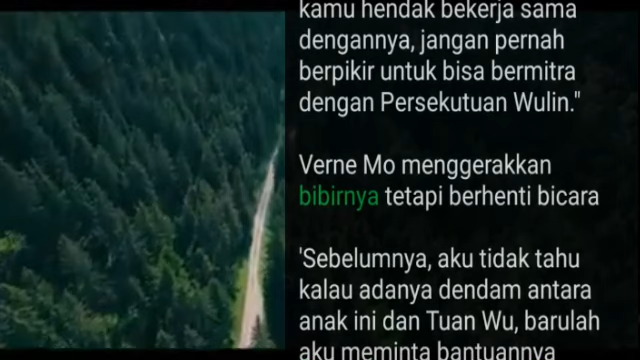 kamu hendak bekerja sama
dengannya, jangan pernah
berpikir untuk bisa bermitra
dengan Persekutuan Wulin."
Verne Mo menggerakkan
bibirnya tetapi berhenti bicara
'Sebelumnya, aku tidak tahu
kalau adanya dendam antara
anak ini dan Tuan Wu, barulah
aku meminta bantuannya